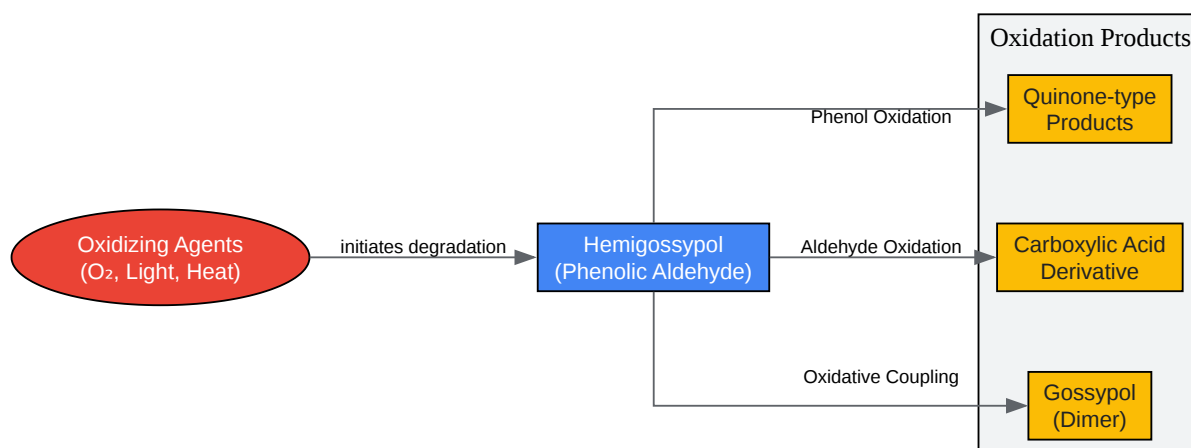 Oxidation Products
Quinone-type
Products
Phenol Oxidation
Oxidizing Agents
(O₂, Light, Heat)
initiates degradation
Hemigossypol
(Phenolic Aldehyde)
Aldehyde Oxidation
Carboxylic Acid
Derivative
Oxidative Coupling
Gossypol
(Dimer)